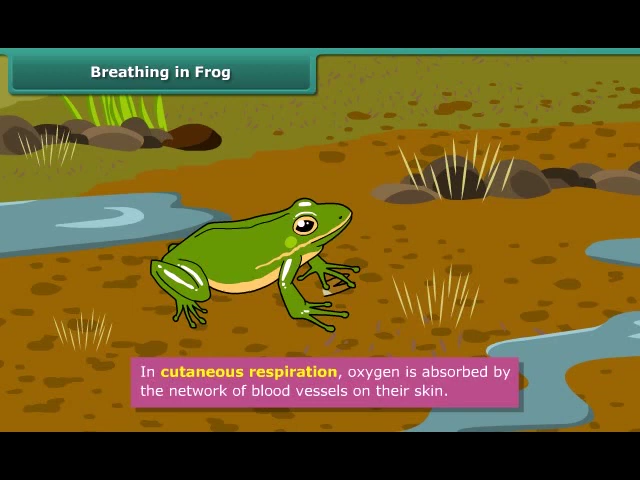 Breathing in Frog
In cutaneous respiration, oxygen is absorbed by
the network of blood vessels on their skin.